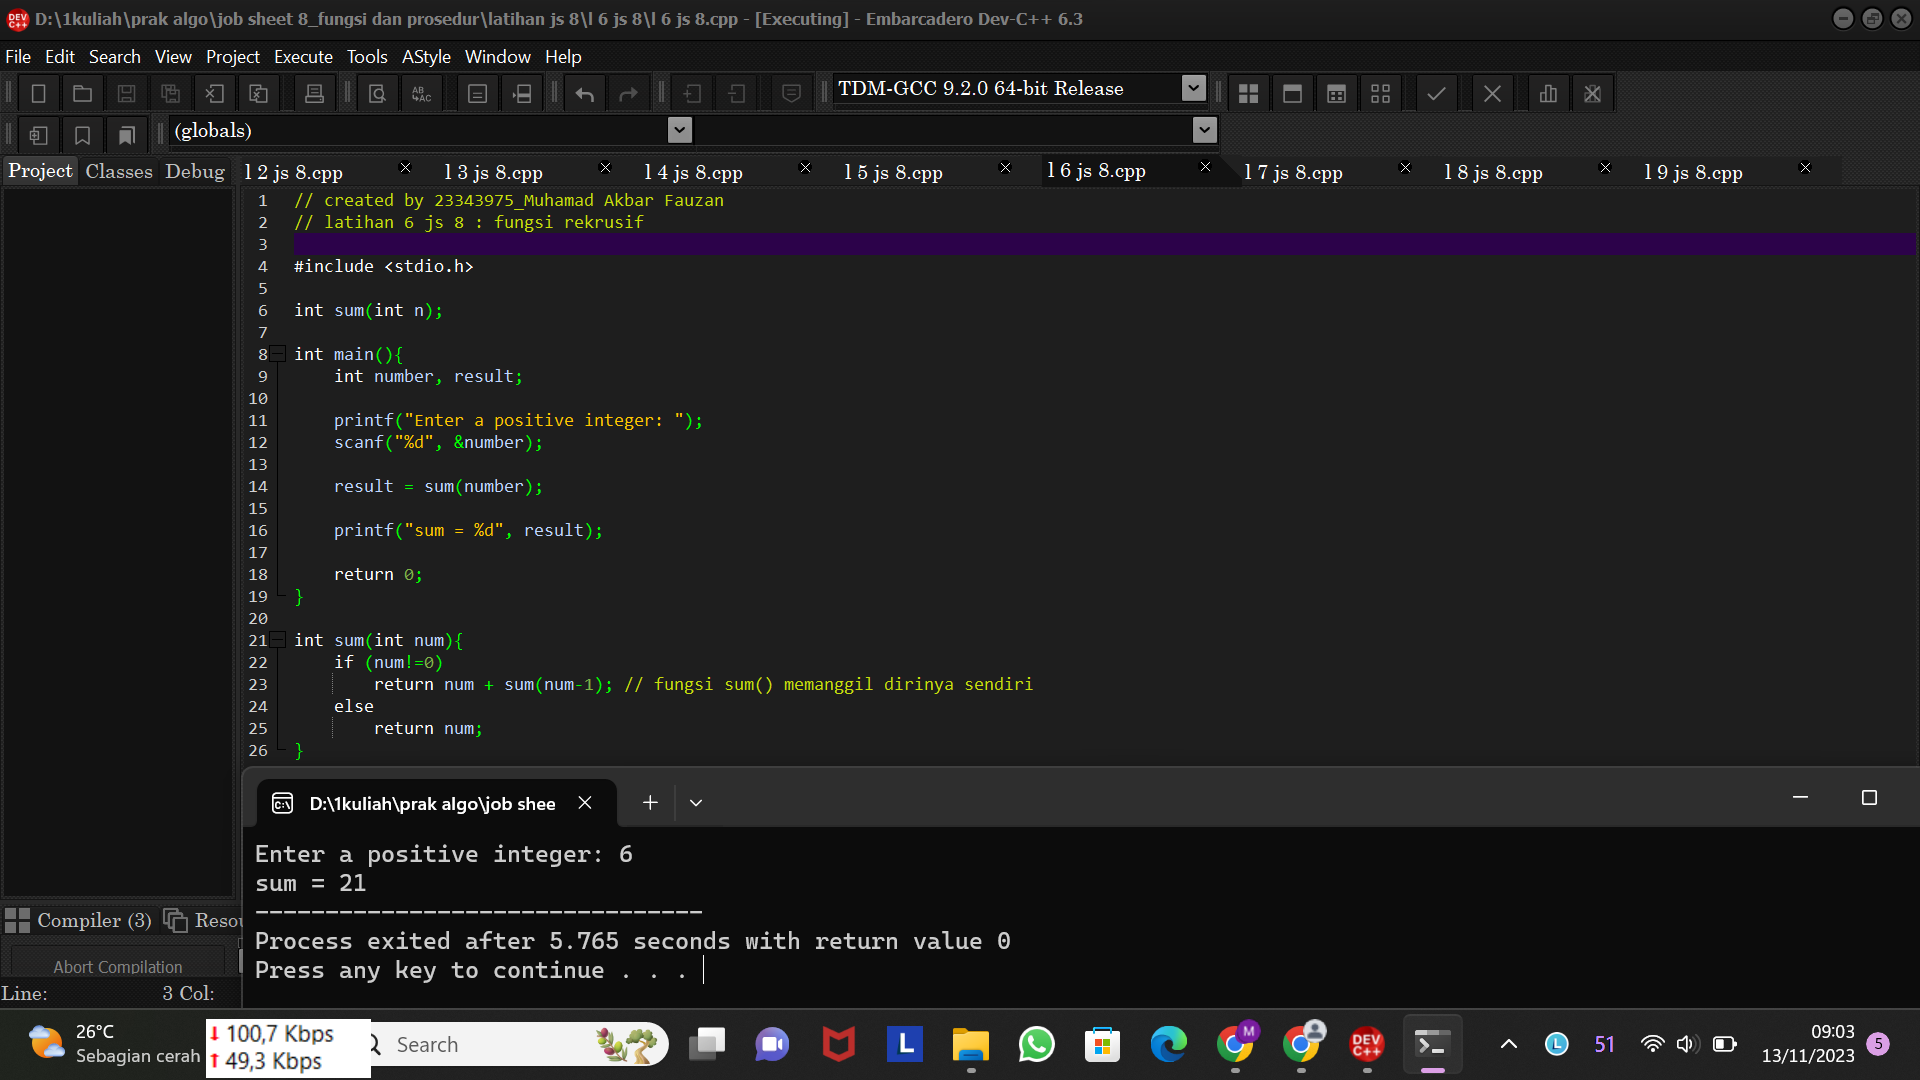 D:\1kuliah\prak algo\job sheet 8_fungsi dan prosedur\latihan js 8\l 6 js 8\l 6 js 8.cpp - [Executing] - Embarcadero Dev-C++ 6.3
File Edit Search View Project Execute Tools AStyle Window Help
TDM-GCC 9.2.0 64-bit Release
(globals)
Project Classes Debug
l 2 js 8.cpp l 3 js 8.cpp l 4 js 8.cpp l 5 js 8.cpp l 6 js 8.cpp l 7 js 8.cpp l 8 js 8.cpp l 9 js 8.cpp
1 // created by 23343975_Muhamad Akbar Fauzan
2 // latihan 6 js 8 : fungsi rekrusif
3
4 #include <stdio.h>
5
6 int sum(int n);
7
8 int main(){
9 int number, result;
10
11 printf("Enter a positive integer: ");
12 scanf("%d", &number);
13
14 result = sum(number);
15
16 printf("sum = %d", result);
17
18 return 0;
19 }
20
21 int sum(int num){
22 if (num!=0)
23 return num + sum(num-1); // fungsi sum() memanggil dirinya sendiri
24 else
25 return num;
26 }
D:\1kuliah\prak algo\job shee
Enter a positive integer: 6
sum = 21
--------------------------------
Process exited after 5.765 seconds with return value 0
Press any key to continue . . .
Compiler (3) Resou
Abort Compilation
Line: 3 Col:
26°C
Sebagian cerah
↓ 100,7 Kbps
↑ 49,3 Kbps
Search
DEV C++
51
09:03
13/11/2023
5